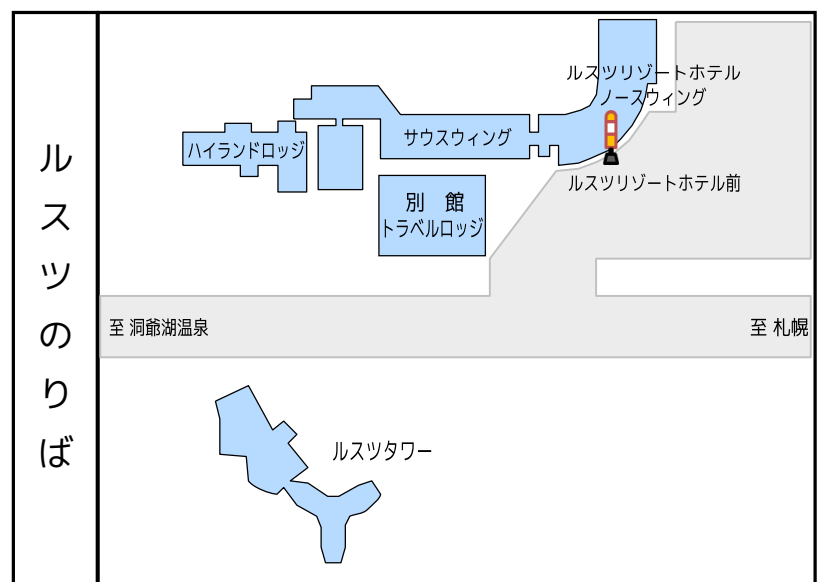 ルスツのりば
ルスツリゾートホテル
ノースウィング
サウスウィング
ハイランドロッジ
ルスツリゾートホテル前
別 館
トラベルロッジ
至 洞爺湖温泉
至 札幌
ルスツタワー